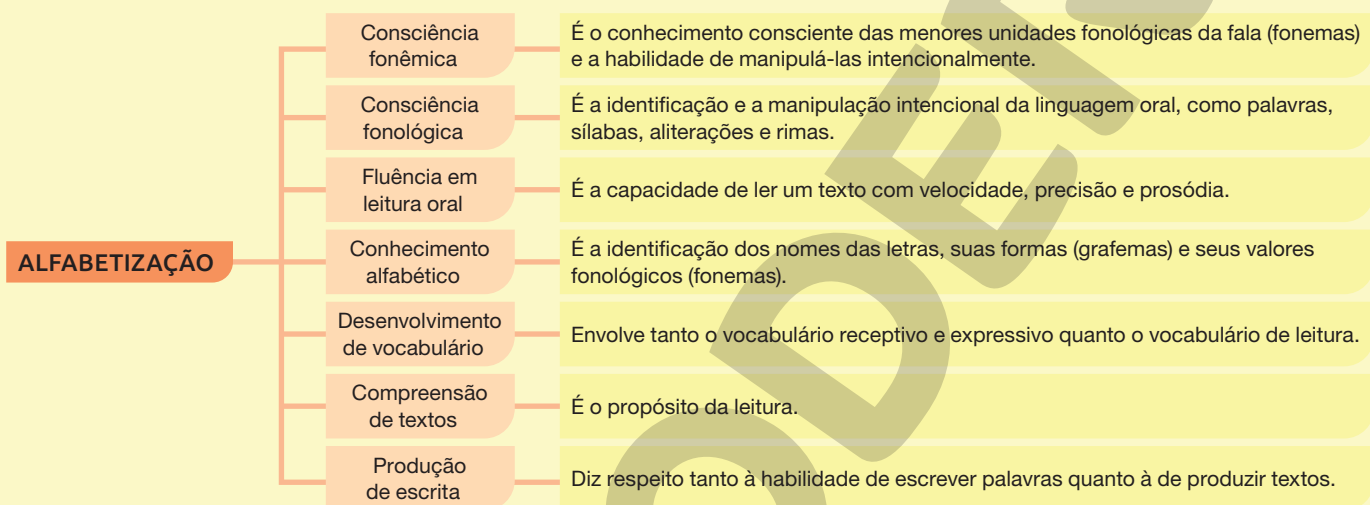 Consciência
fonêmica
É o conhecimento consciente das menores unidades fonológicas da fala (fonemas)
e a habilidade de manipulá-las intencionalmente.
Consciência
fonológica
É a identificação e a manipulação intencional da linguagem oral, como palavras,
sílabas, aliterações e rimas.
Fluência em
leitura oral
É a capacidade de ler um texto com velocidade, precisão e prosódia.
ALFABETIZAÇÃO
Conhecimento
alfabético
É a identificação dos nomes das letras, suas formas (grafemas) e seus valores
fonológicos (fonemas).
Desenvolvimento
de vocabulário
Envolve tanto o vocabulário receptivo e expressivo quanto o vocabulário de leitura.
Compreensão
de textos
É o propósito da leitura.
Produção
de escrita
Diz respeito tanto à habilidade de escrever palavras quanto à de produzir textos.